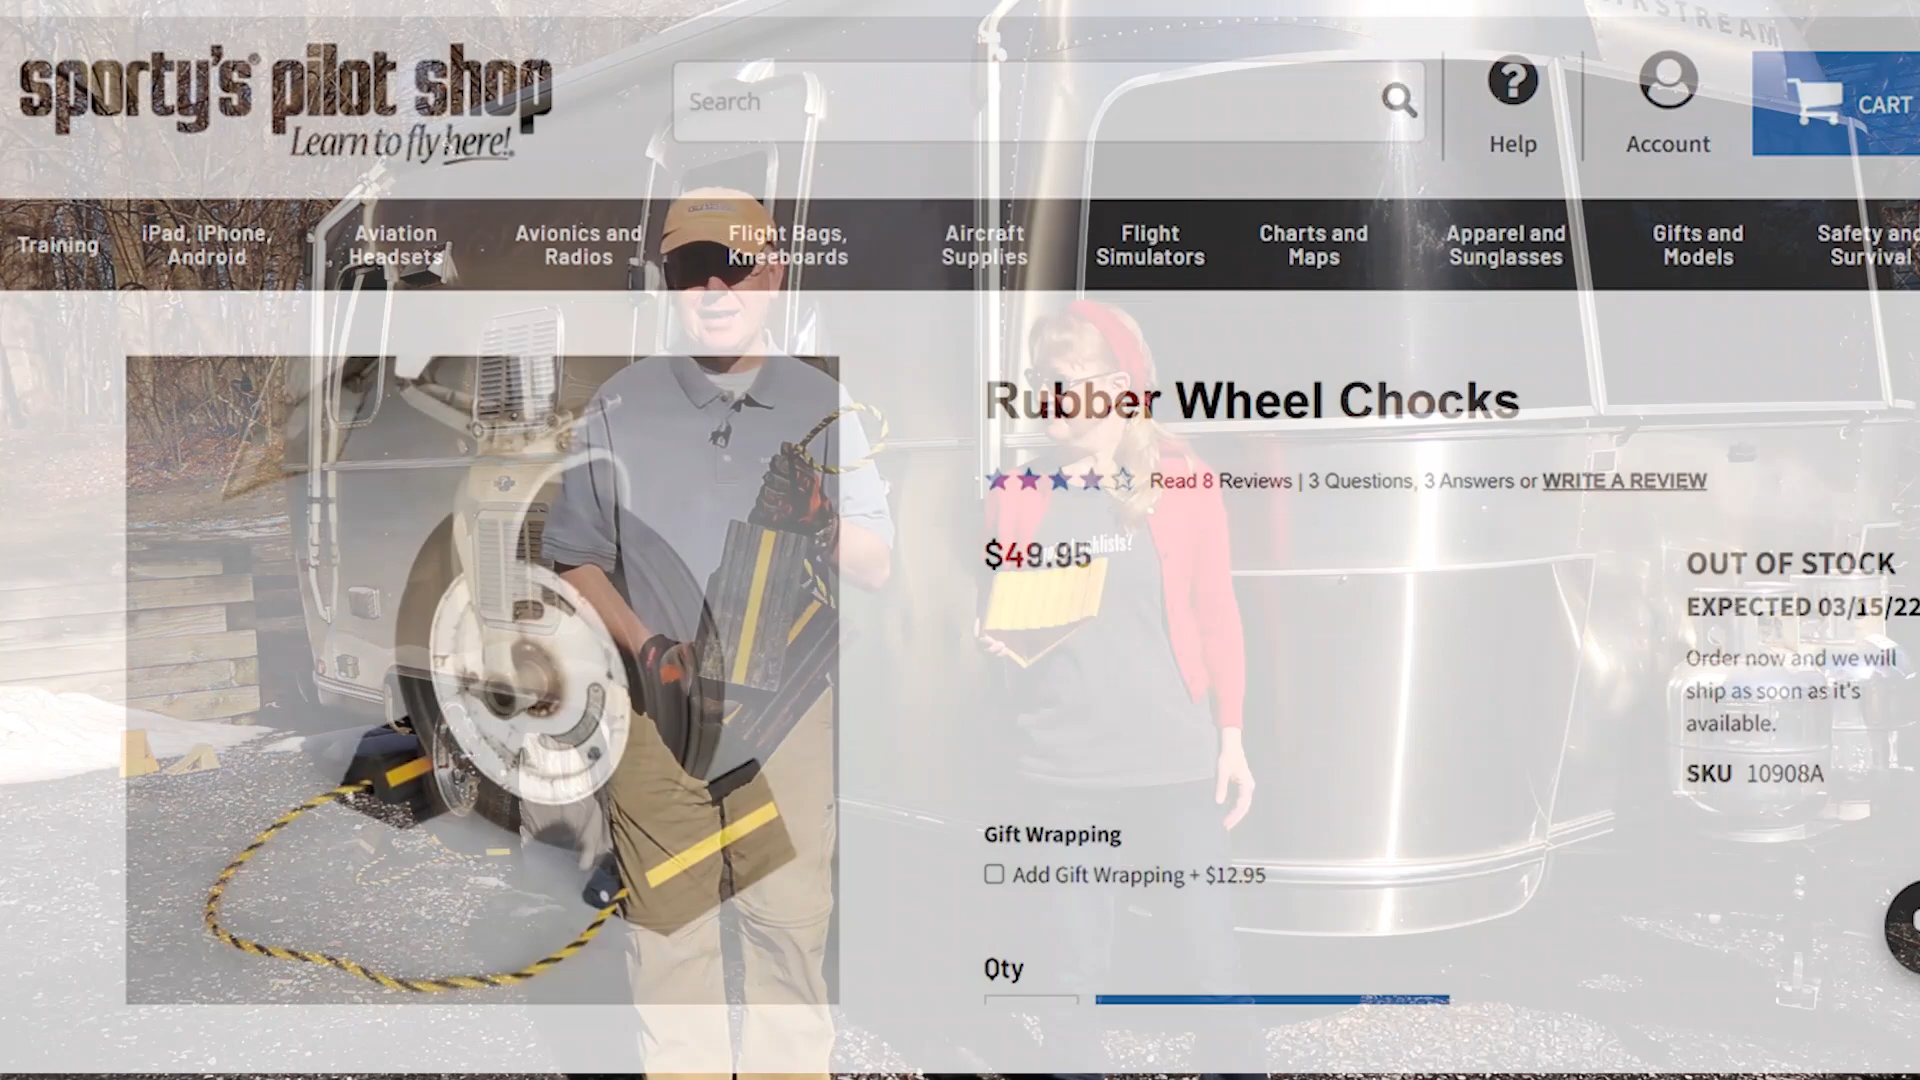 sporty's pilot shop
Learn to fly here!
Search
Help
Account
CART
Training
iPad, iPhone,
Android
Aviation
Headsets
Avionics and
Radios
Flight Bags,
Kneeboards
Aircraft
Supplies
Flight
Simulators
Charts and
Maps
Apparel and
Sunglasses
Gifts and
Models
Safety and
Survival
AIRSTREAM
Rubber Wheel Chocks
Read 8 Reviews | 3 Questions, 3 Answers or WRITE A REVIEW
$49.95
OUT OF STOCK
EXPECTED 03/15/22
Order now and we will
ship as soon as it's
available.
SKU 10908A
Gift Wrapping
Add Gift Wrapping + $12.95
Qty